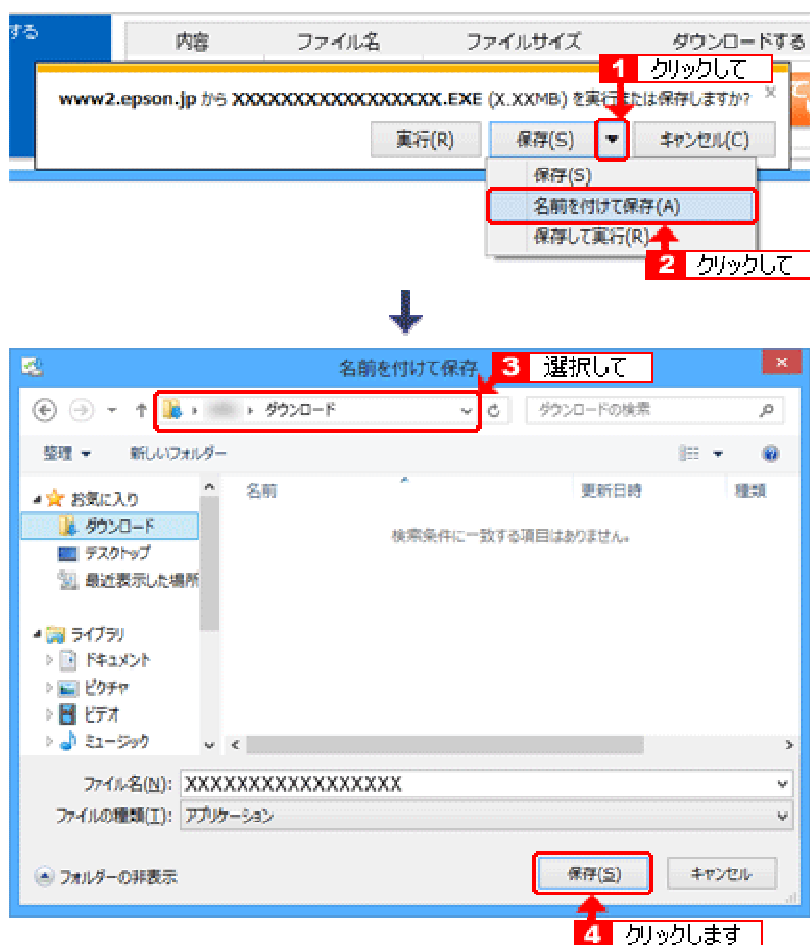 する
内容 ファイル名 ファイルサイズ ダウンロードする
1 クリックして
www2.epson.jp から XXXXXXXXXXXXXXXXXX.EXE (X.XXMB) を実行または保存しますか? ×
実行(R) 保存(S) ▼ キャンセル(C)
保存(S)
名前を付けて保存(A)
保存して実行(R)
2 クリックして
名前を付けて保存
3 選択して
ダウンロード
ダウンロードの検索
整理 ▼ 新しいフォルダー
お気に入り
ダウンロード
デスクトップ
最近表示した場所
ライブラリ
ドキュメント
ピクチャ
ビデオ
ミュージック
名前 更新日時 種類
検索条件に一致する項目はありません。
ファイル名(N): XXXXXXXXXXXXXXXXX
ファイルの種類(T): アプリケーション
フォルダーの非表示
保存(S) キャンセル
4 クリックします